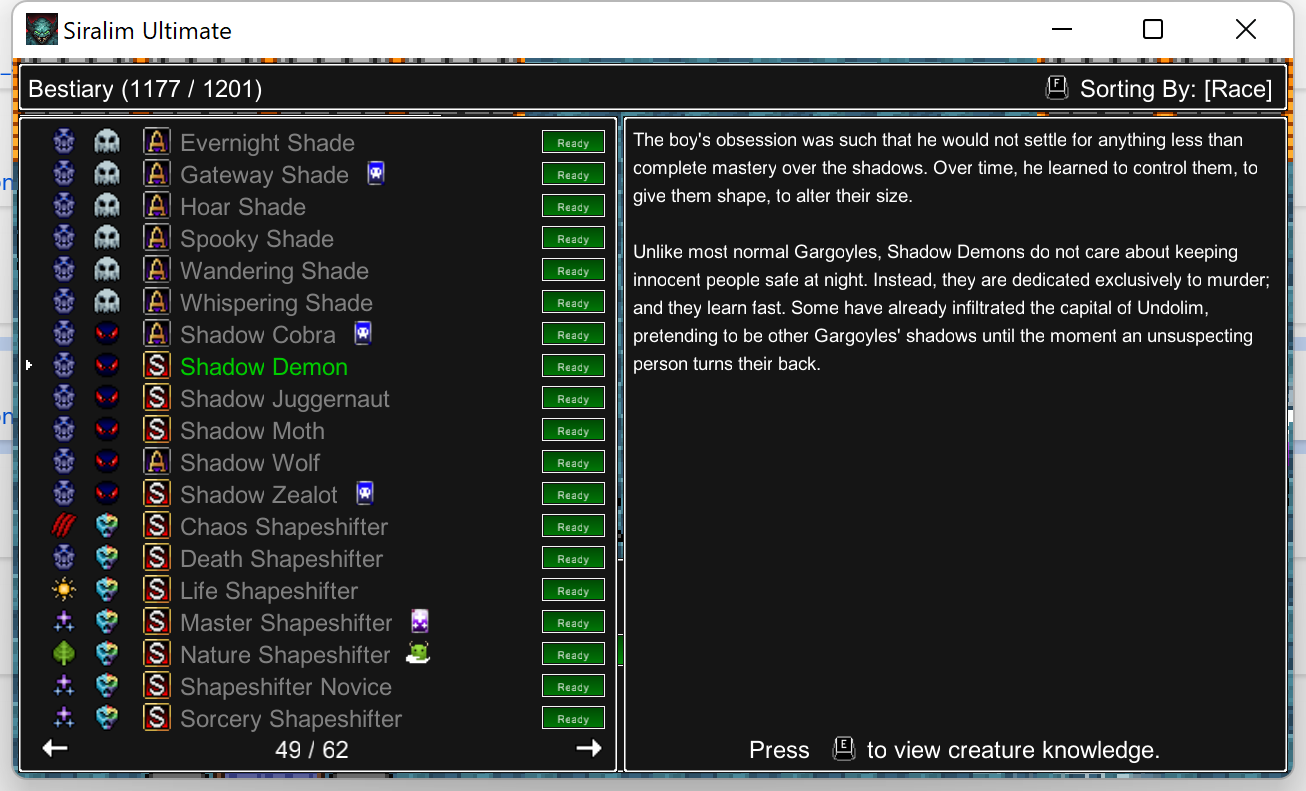 Siralim Ultimate
Bestiary (1177 / 1201)
F Sorting By: [Race]
A Evernight Shade Ready
A Gateway Shade Ready
A Hoar Shade Ready
A Spooky Shade Ready
A Wandering Shade Ready
A Whispering Shade Ready
A Shadow Cobra Ready
S Shadow Demon Ready
S Shadow Juggernaut Ready
S Shadow Moth Ready
A Shadow Wolf Ready
S Shadow Zealot Ready
S Chaos Shapeshifter Ready
S Death Shapeshifter Ready
S Life Shapeshifter Ready
S Master Shapeshifter Ready
S Nature Shapeshifter Ready
S Shapeshifter Novice Ready
S Sorcery Shapeshifter Ready
49 / 62
The boy's obsession was such that he would not settle for anything less than
complete mastery over the shadows. Over time, he learned to control them, to
give them shape, to alter their size.
Unlike most normal Gargoyles, Shadow Demons do not care about keeping
innocent people safe at night. Instead, they are dedicated exclusively to murder;
and they learn fast. Some have already infiltrated the capital of Undolim,
pretending to be other Gargoyles' shadows until the moment an unsuspecting
person turns their back.
Press E to view creature knowledge.